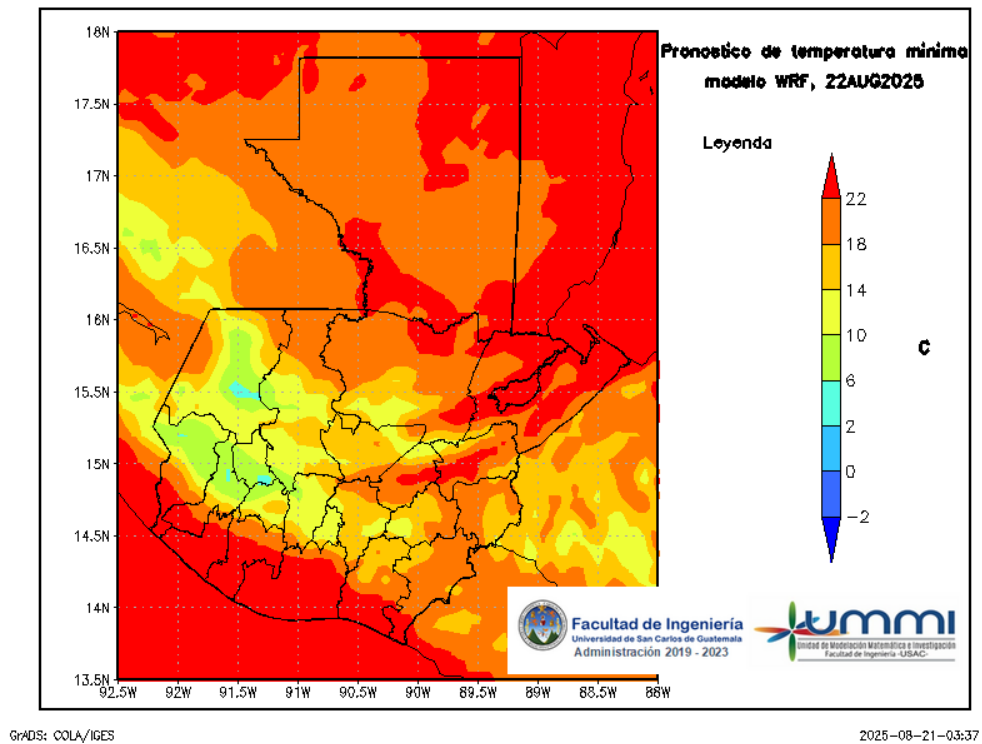 Pronostico de temperatura minima
modelo WRF, 22AUG2025
Leyenda
22
18
14
10
6
2
0
−2
C
18N
17.5N
17N
16.5N
16N
15.5N
15N
14.5N
14N
13.5N
92.5W 92W 91.5W 91W 90.5W 90W 89.5W 89W 88.5W 88W
Facultad de Ingeniería
Universidad de San Carlos de Guatemala
Administración 2019 - 2023
ummi
Unidad de Modelación Matemática e Investigación
Facultad de Ingeniería -USAC-
GrADS: COLA/IGES
2025-08-21-03:37